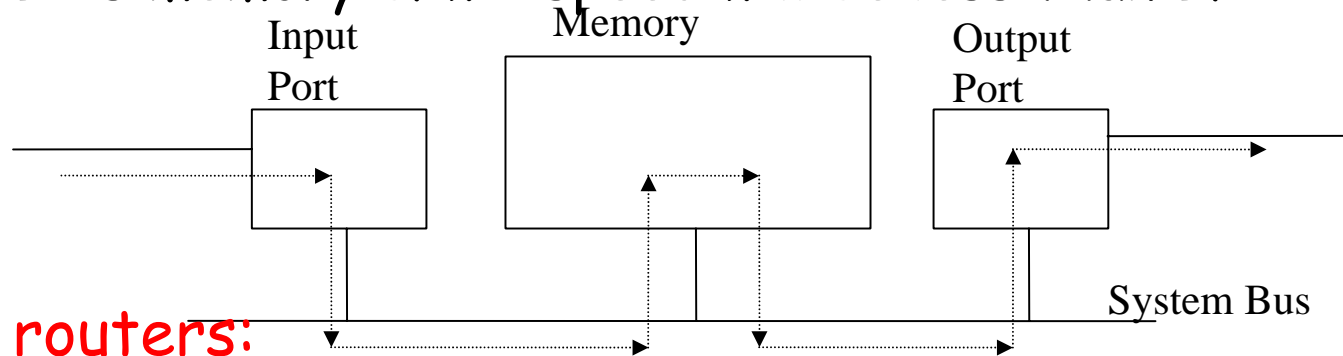 Memory
Input
Port
Output
Port
System Bus
routers: